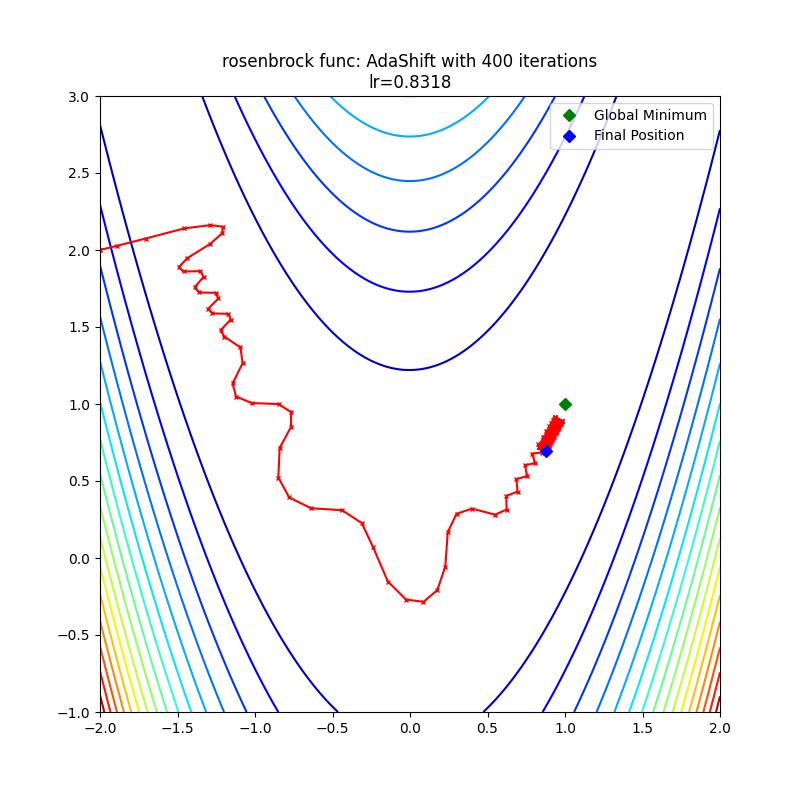 rosenbrock func: AdaShift with 400 iterations
lr=0.8318
Global Minimum
Final Position
3.0
2.5
2.0
1.5
1.0
0.5
0.0
−0.5
−1.0
−2.0 −1.5 −1.0 −0.5 0.0 0.5 1.0 1.5 2.0